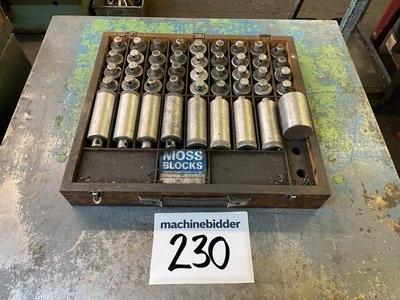 MOSS
BLOCKS
machinebidder
230